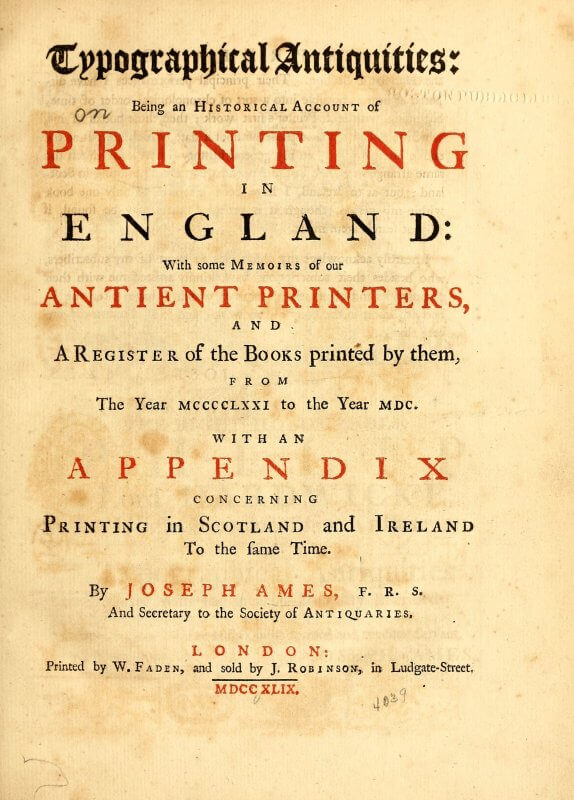 Typographical Antiquities:
Being an HISTORICAL ACCOUNT of
on
PRINTING
IN
ENGLAND:
With some MEMOIRS of our
ANTIENT PRINTERS,
AND
A REGISTER of the BOOKS printed by them,
FROM
The Year MCCCCLXXI to the Year MDC.
WITH AN
APPENDIX
CONCERNING
PRINTING in SCOTLAND and IRELAND
To the ſame Time.
By JOSEPH AMES, F. R. S.
And Secretary to the Society of ANTIQUARIES.
LONDON:
Printed by W. FADEN, and sold by J. ROBINSON, in Ludgate-Street.
MDCCXLIX.
4039